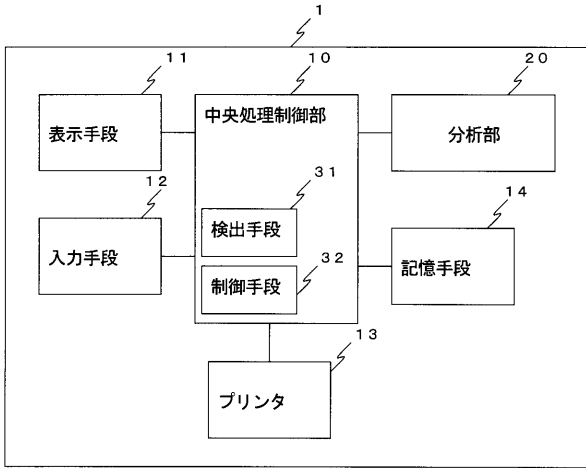 1
11
10
20
表示手段
中央処理制御部
分析部
12
31
14
入力手段
検出手段
32
記憶手段
制御手段
13
プリンタ